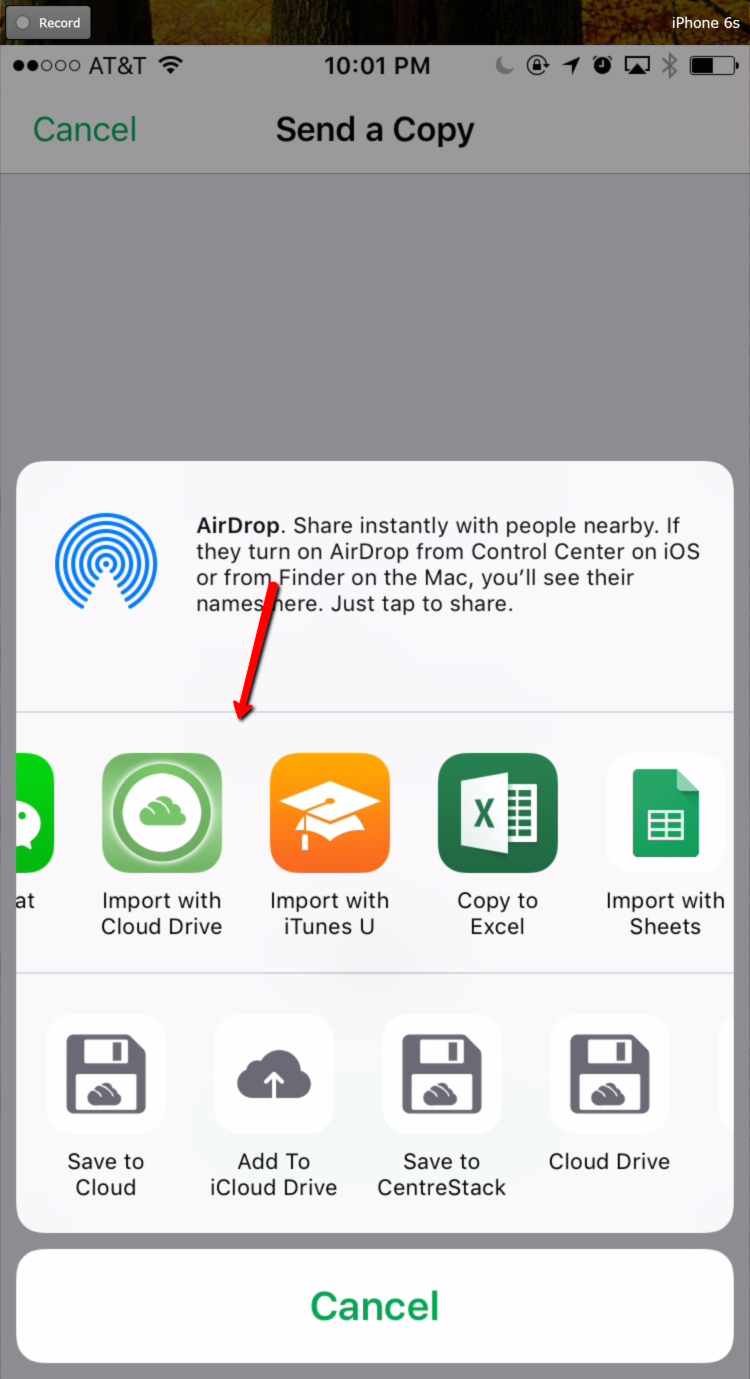 Record
iPhone 6s
AT&T
10:01 PM
Cancel
Send a Copy
AirDrop. Share instantly with people nearby. If
they turn on AirDrop from Control Center on iOS
or from Finder on the Mac, you’ll see their
names here. Just tap to share.
at
Import with
Cloud Drive
Import with
iTunes U
X
Copy to
Excel
Import with
Sheets
Save to
Cloud
Add To
iCloud Drive
Save to
CentreStack
Cloud Drive
Cancel